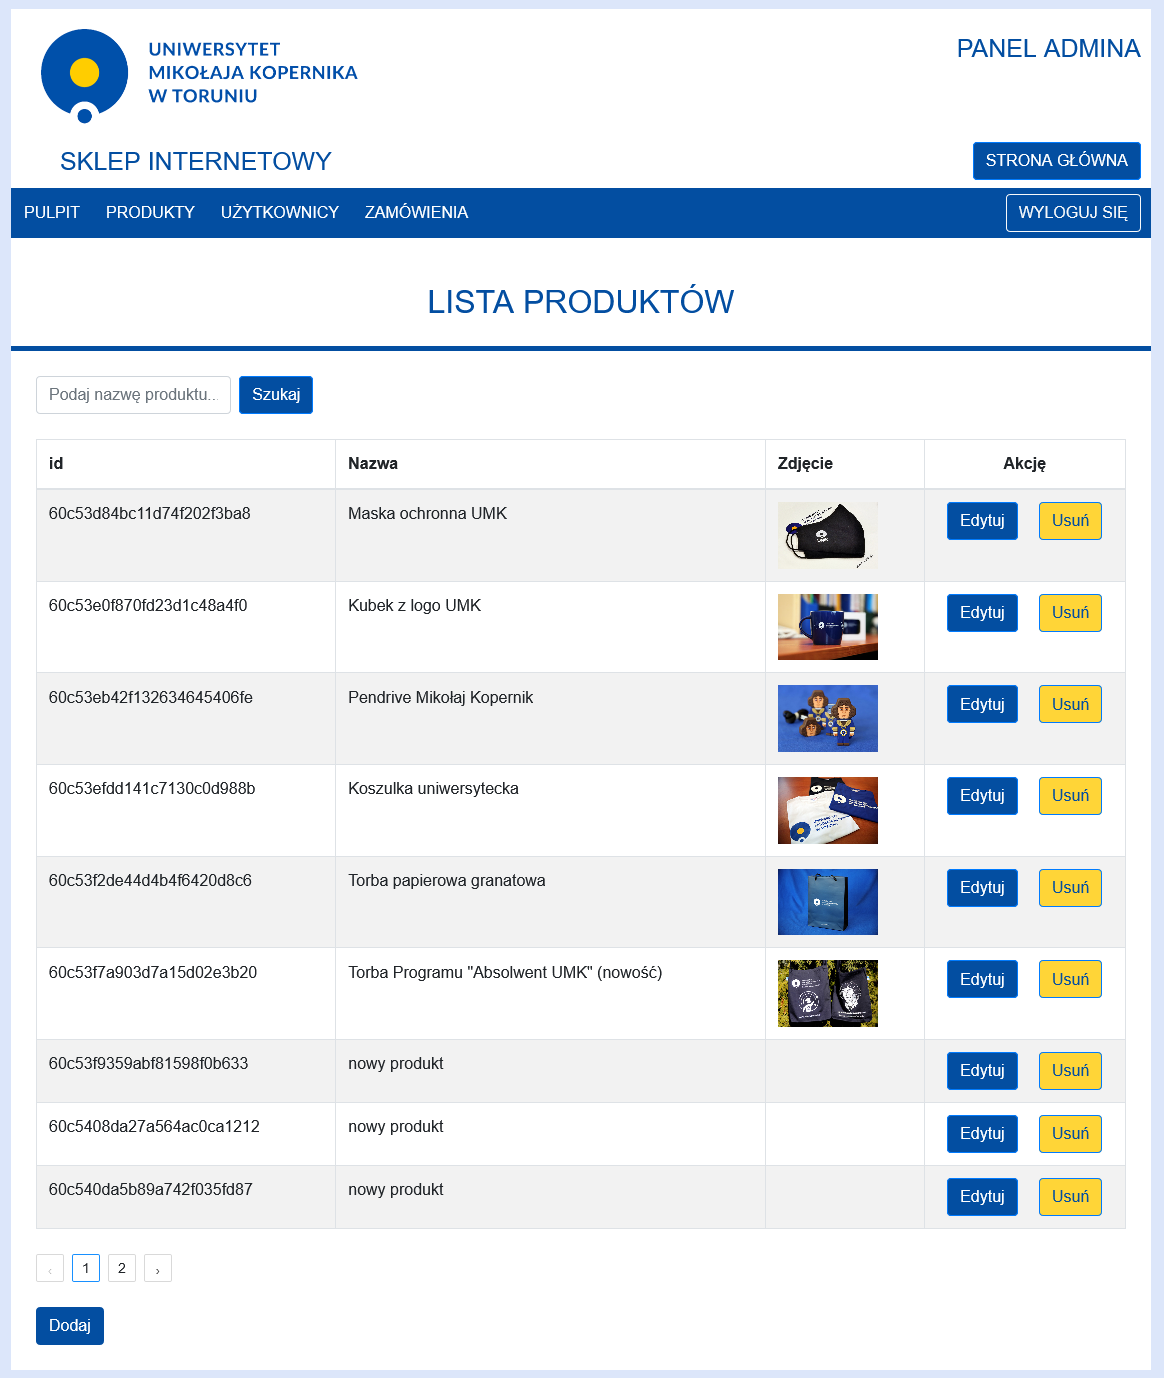 UNIWERSYTET
MIKOŁAJA KOPERNIKA
W TORUNIU
PANEL ADMINA
SKLEP INTERNETOWY
STRONA GŁÓWNA
PULPIT PRODUKTY UŻYTKOWNICY ZAMÓWIENIA WYLOGUJ SIĘ
LISTA PRODUKTÓW
Podaj nazwę produktu... Szukaj
id Nazwa Zdjęcie Akcję
60c53d84bc11d74f202f3ba8 Maska ochronna UMK Edytuj Usuń
60c53e0f870fd23d1c48a4f0 Kubek z logo UMK Edytuj Usuń
60c53eb42f132634645406fe Pendrive Mikołaj Kopernik Edytuj Usuń
60c53efdd141c7130c0d988b Koszulka uniwersytecka Edytuj Usuń
60c53f2de44d4b4f6420d8c6 Torba papierowa granatowa Edytuj Usuń
60c53f7a903d7a15d02e3b20 Torba Programu "Absolwent UMK" (nowość) Edytuj Usuń
60c53f9359abf81598f0b633 nowy produkt Edytuj Usuń
60c5408da27a564ac0ca1212 nowy produkt Edytuj Usuń
60c540da5b89a742f035fd87 nowy produkt Edytuj Usuń
‹ 1 2 ›
Dodaj